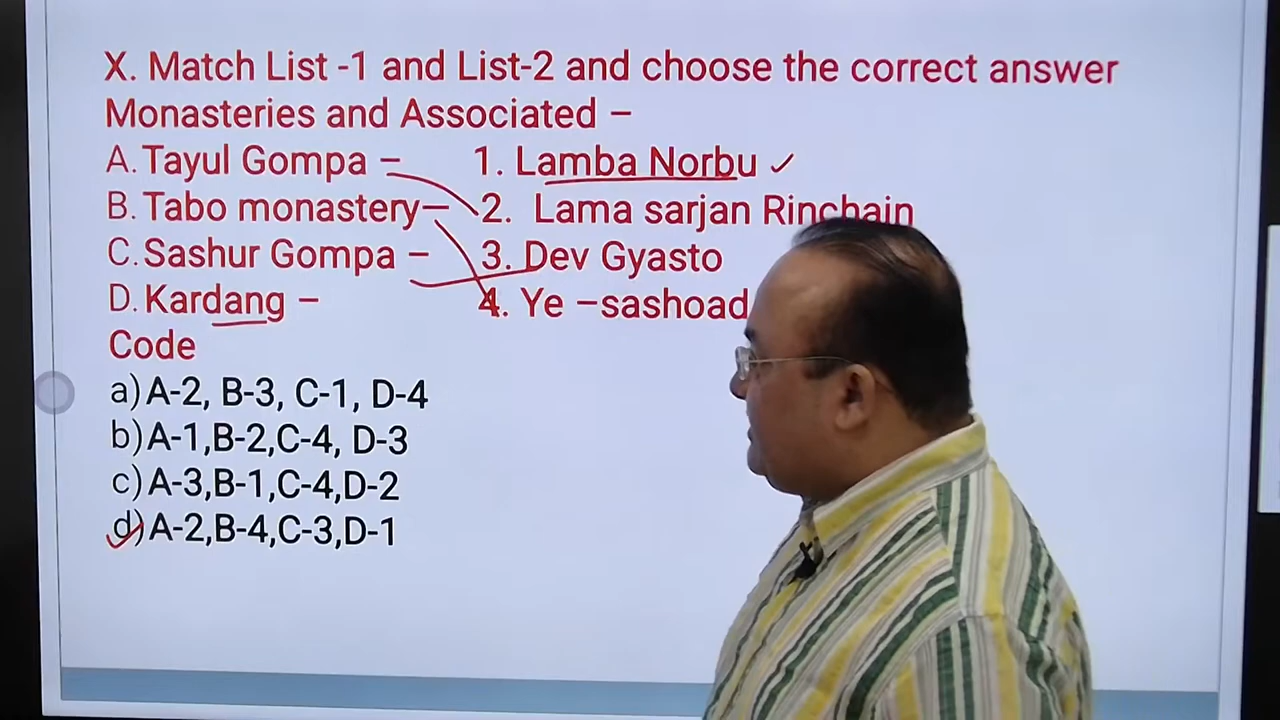 X. Match List -1 and List-2 and choose the correct answer
Monasteries and Associated –
A. Tayul Gompa – 1. Lamba Norbu
B. Tabo monastery– 2. Lama sarjan Rinchain
C. Sashur Gompa – 3. Dev Gyasto
D. Kardang – 4. Ye –sashoad
Code
a) A-2, B-3, C-1, D-4
b) A-1,B-2,C-4, D-3
c) A-3,B-1,C-4,D-2
d) A-2,B-4,C-3,D-1